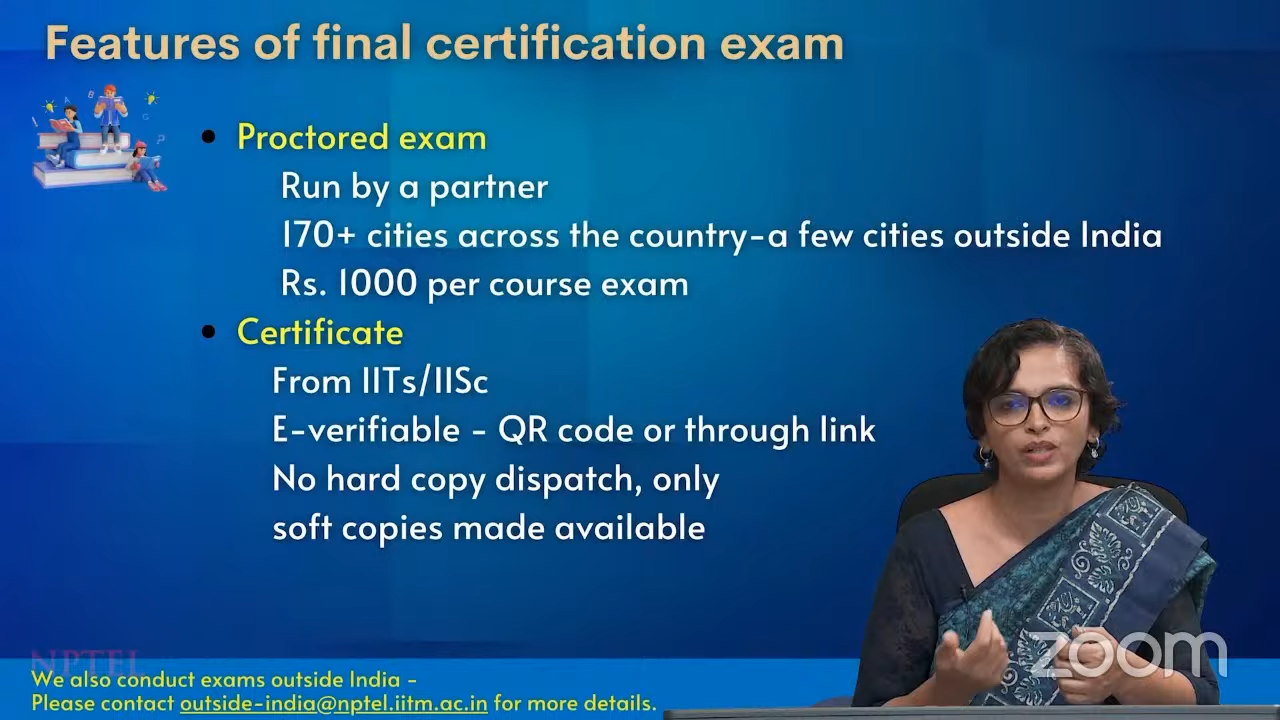 Features of final certification exam
Proctored exam
Run by a partner
170+ cities across the country-a few cities outside India
Rs. 1000 per course exam
Certificate
From IITs/IISc
E-verifiable - QR code or through link
No hard copy dispatch, only
soft copies made available
zoom
NPTEL
We also conduct exams outside India -
Please contact outside-india@nptel.iitm.ac.in for more details.